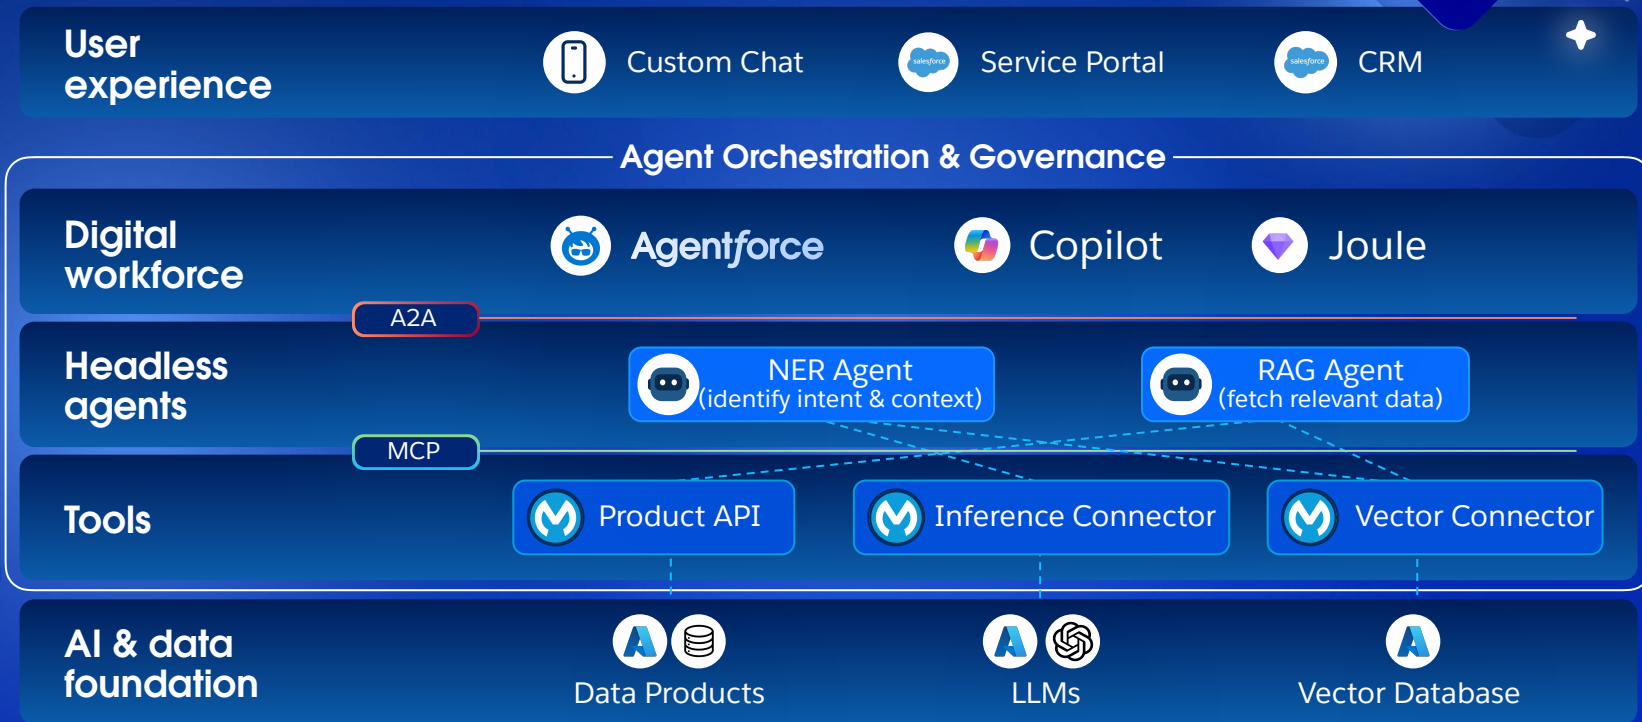 User
experience
Custom Chat
salesforce
Service Portal
salesforce
CRM
Agent Orchestration & Governance
Digital
workforce
Agentforce
Copilot
Joule
A2A
Headless
agents
NER Agent
(identify intent & context)
RAG Agent
(fetch relevant data)
MCP
Tools
Product API
Inference Connector
Vector Connector
AI & data
foundation
Data Products
LLMs
Vector Database